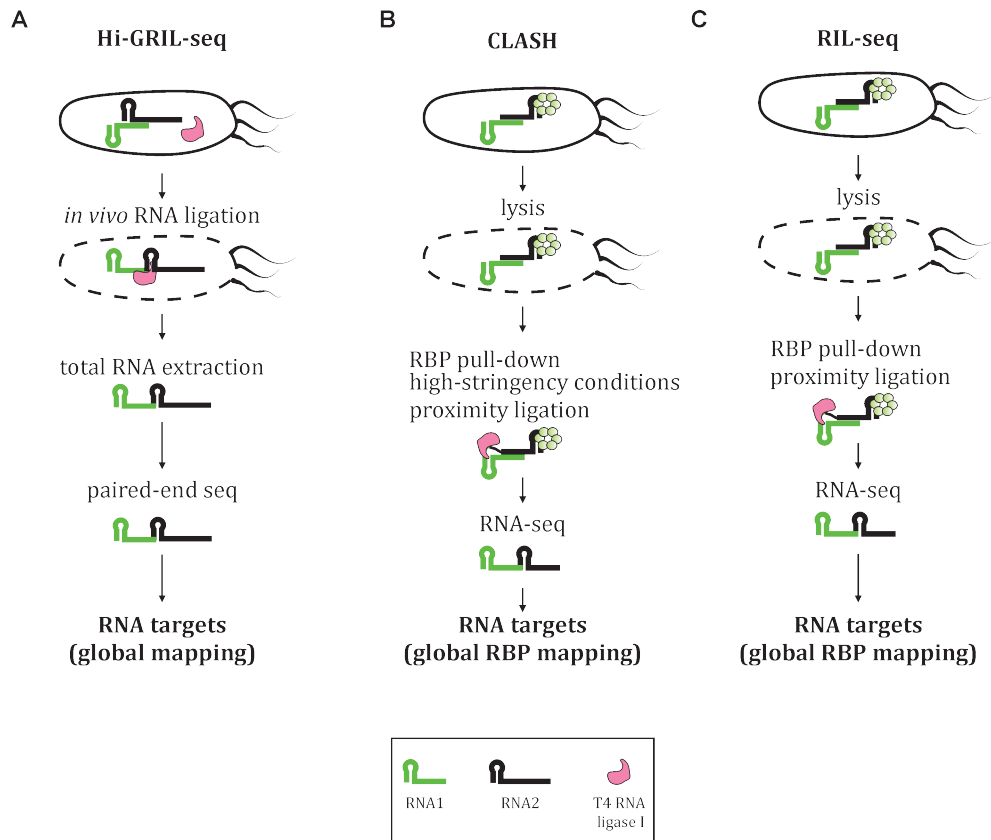 A
Hi-GRIL-seq
in vivo RNA ligation
total RNA extraction
paired-end seq
RNA targets
(global mapping)
B
CLASH
lysis
RBP pull-down
high-stringency conditions
proximity ligation
RNA-seq
RNA targets
(global RBP mapping)
C
RIL-seq
lysis
RBP pull-down
proximity ligation
RNA-seq
RNA targets
(global RBP mapping)
RNA1
RNA2
T4 RNA
ligase I